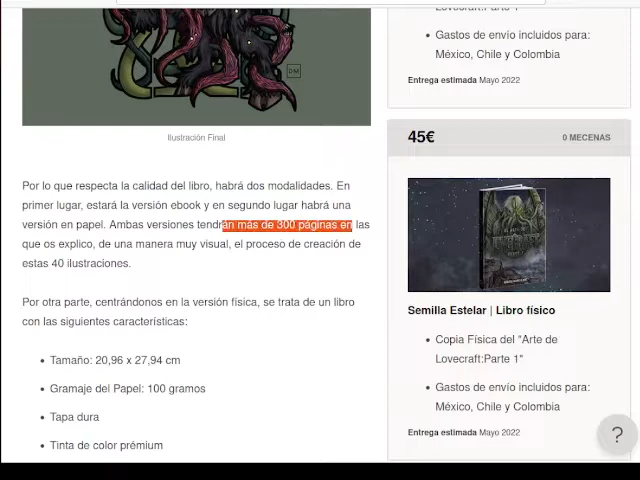 Ilustración Final
Por lo que respecta la calidad del libro, habrá dos modalidades. En
primer lugar, estará la versión ebook y en segundo lugar habrá una
versión en papel. Ambas versiones tendrán más de 300 páginas en las
que os explico, de una manera muy visual, el proceso de creación de
estas 40 ilustraciones.
Por otra parte, centrándonos en la versión física, se trata de un libro
con las siguientes características:
• Tamaño: 20,96 x 27,94 cm
• Gramaje del Papel: 100 gramos
• Tapa dura
• Tinta de color prémium
• Gastos de envío incluidos para:
México, Chile y Colombia
Entrega estimada Mayo 2022
45€ 0 MECENAS
Semilla Estelar | Libro físico
• Copia Física del "Arte de
Lovecraft:Parte 1"
• Gastos de envío incluidos para:
México, Chile y Colombia
Entrega estimada Mayo 2022
?